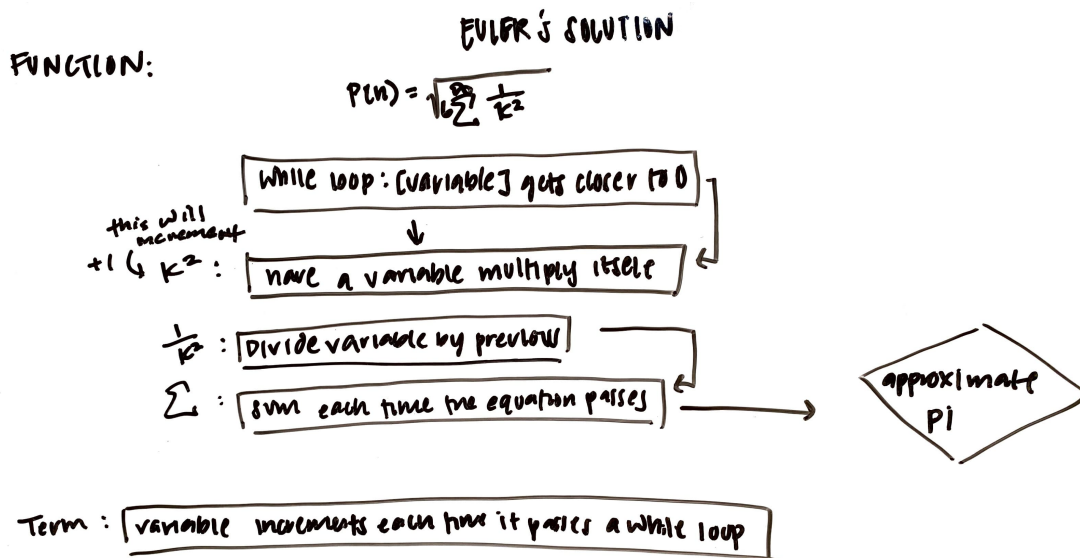 EULER'S SOLUTION
FUNCTION:
P(n) = √6∑ 1/K²
while loop: [variable] gets closer to 0
this will
increment
+1 K² : have a variable multiply itself
1/K² : Divide variable by previous
∑ : sum each time the equation passes
approximate
Pi
Term : variable increments each time it passes a while loop